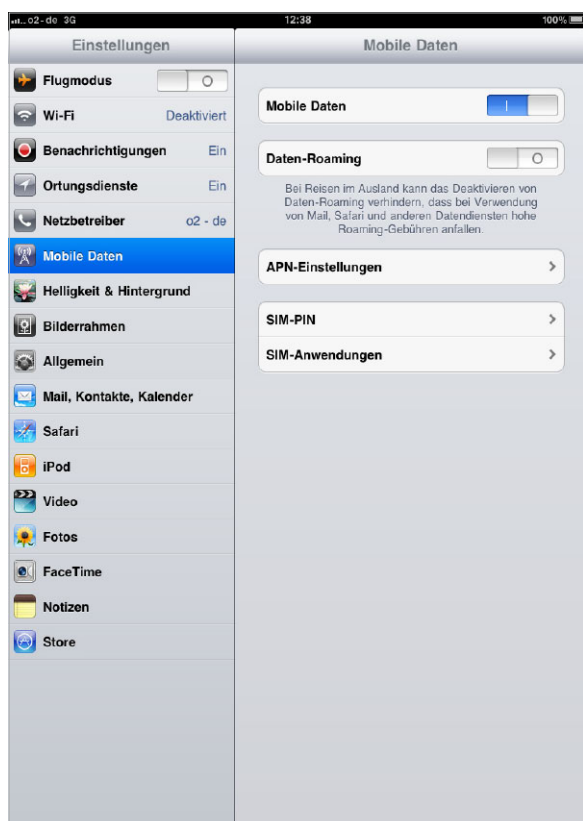 o2-de 3G 12:38 100%
Einstellungen
Flugmodus O
Wi-Fi Deaktiviert
Benachrichtigungen Ein
Ortungsdienste Ein
Netzbetreiber o2 - de
Mobile Daten
Helligkeit & Hintergrund
Bilderrahmen
Allgemein
Mail, Kontakte, Kalender
Safari
iPod
Video
Fotos
FaceTime
Notizen
Store
Mobile Daten
Mobile Daten I
Daten-Roaming O
Bei Reisen im Ausland kann das Deaktivieren von
Daten-Roaming verhindern, dass bei Verwendung
von Mail, Safari und anderen Datendiensten hohe
Roaming-Gebühren anfallen.
APN-Einstellungen
SIM-PIN
SIM-Anwendungen